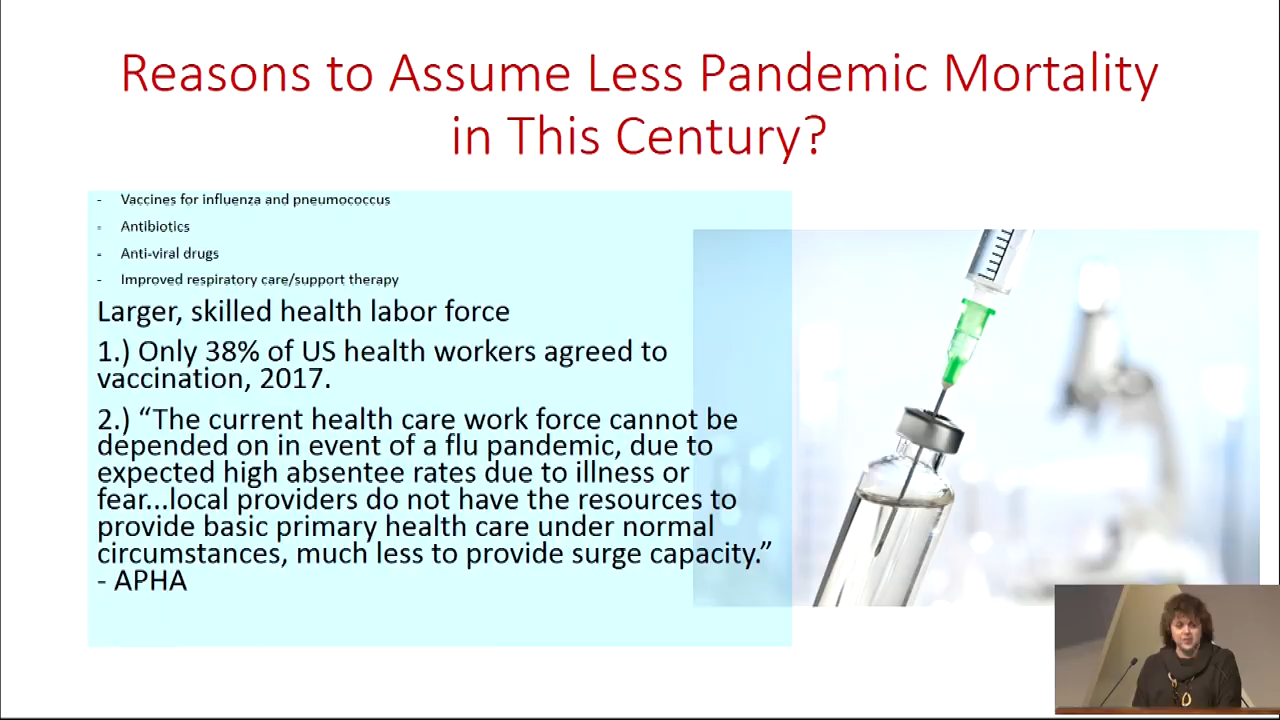 Reasons to Assume Less Pandemic Mortality
in This Century?
- Vaccines for influenza and pneumococcus
- Antibiotics
- Anti-viral drugs
- Improved respiratory care/support therapy
Larger, skilled health labor force
1.) Only 38% of US health workers agreed to
vaccination, 2017.
2.) “The current health care work force cannot be
depended on in event of a flu pandemic, due to
expected high absentee rates due to illness or
fear...local providers do not have the resources to
provide basic primary health care under normal
circumstances, much less to provide surge capacity.”
- APHA